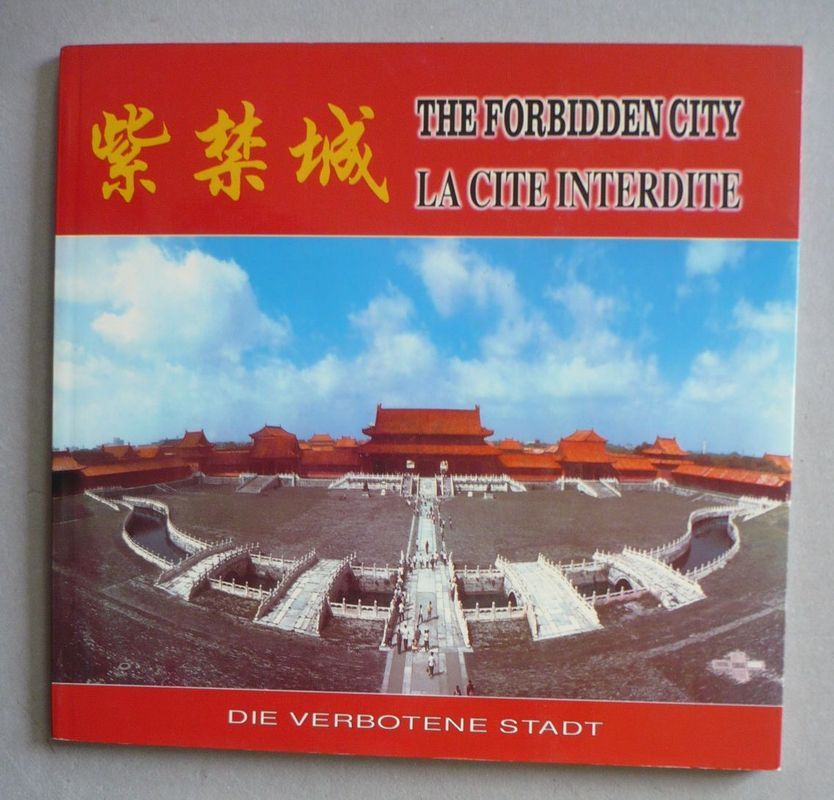 紫禁城
THE FORBIDDEN CITY
LA CITE INTERDITE
DIE VERBOTENE STADT